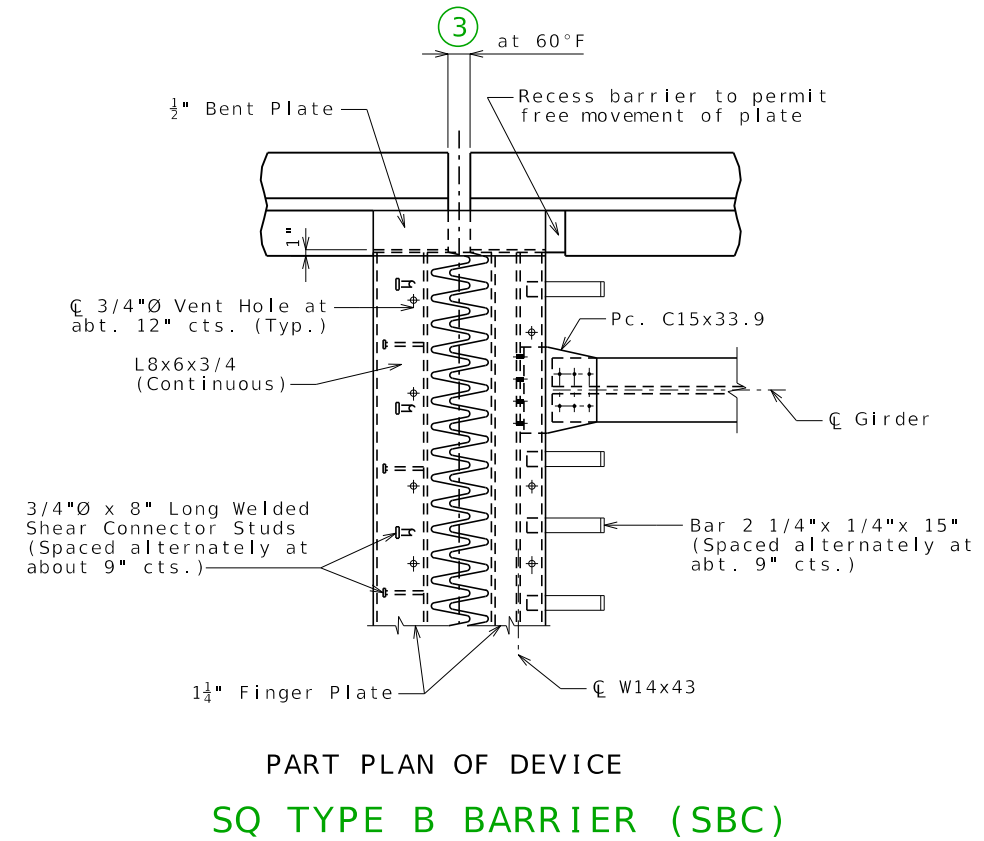 3
at 60°F
½" Bent Plate
Recess barrier to permit
free movement of plate
1"
℄ 3/4"Ø Vent Hole at
abt. 12" cts. (Typ.)
Pc. C15x33.9
L8x6x3/4
(Continuous)
℄ Girder
3/4"Ø x 8" Long Welded
Shear Connector Studs
(Spaced alternately at
about 9" cts.)
Bar 2 1/4"x 1/4"x 15"
(Spaced alternately at
abt. 9" cts.)
1¼" Finger Plate
℄ W14x43
PART PLAN OF DEVICE
SQ TYPE B BARRIER (SBC)